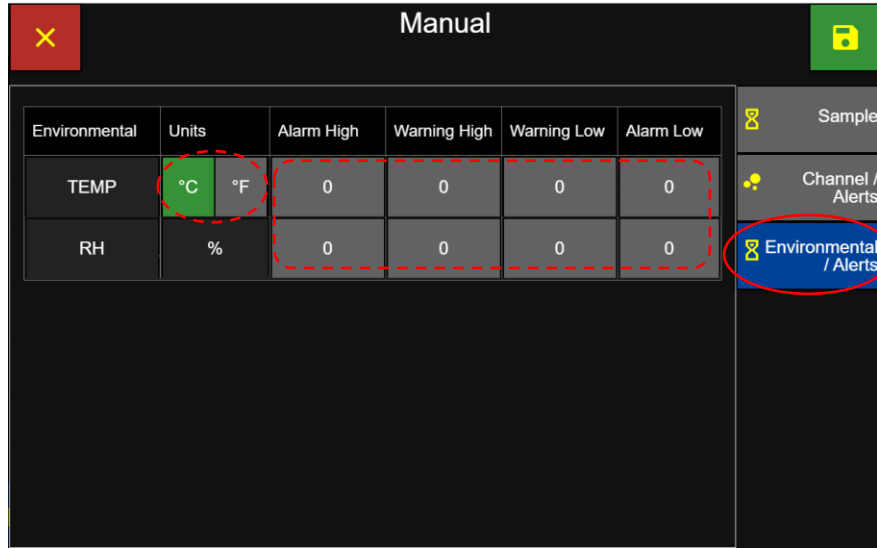 Manual
Environmental Units Alarm High Warning High Warning Low Alarm Low
TEMP °C °F 0 0 0 0
RH % 0 0 0 0
Sample
Channel /
Alerts
Environmental
/ Alerts